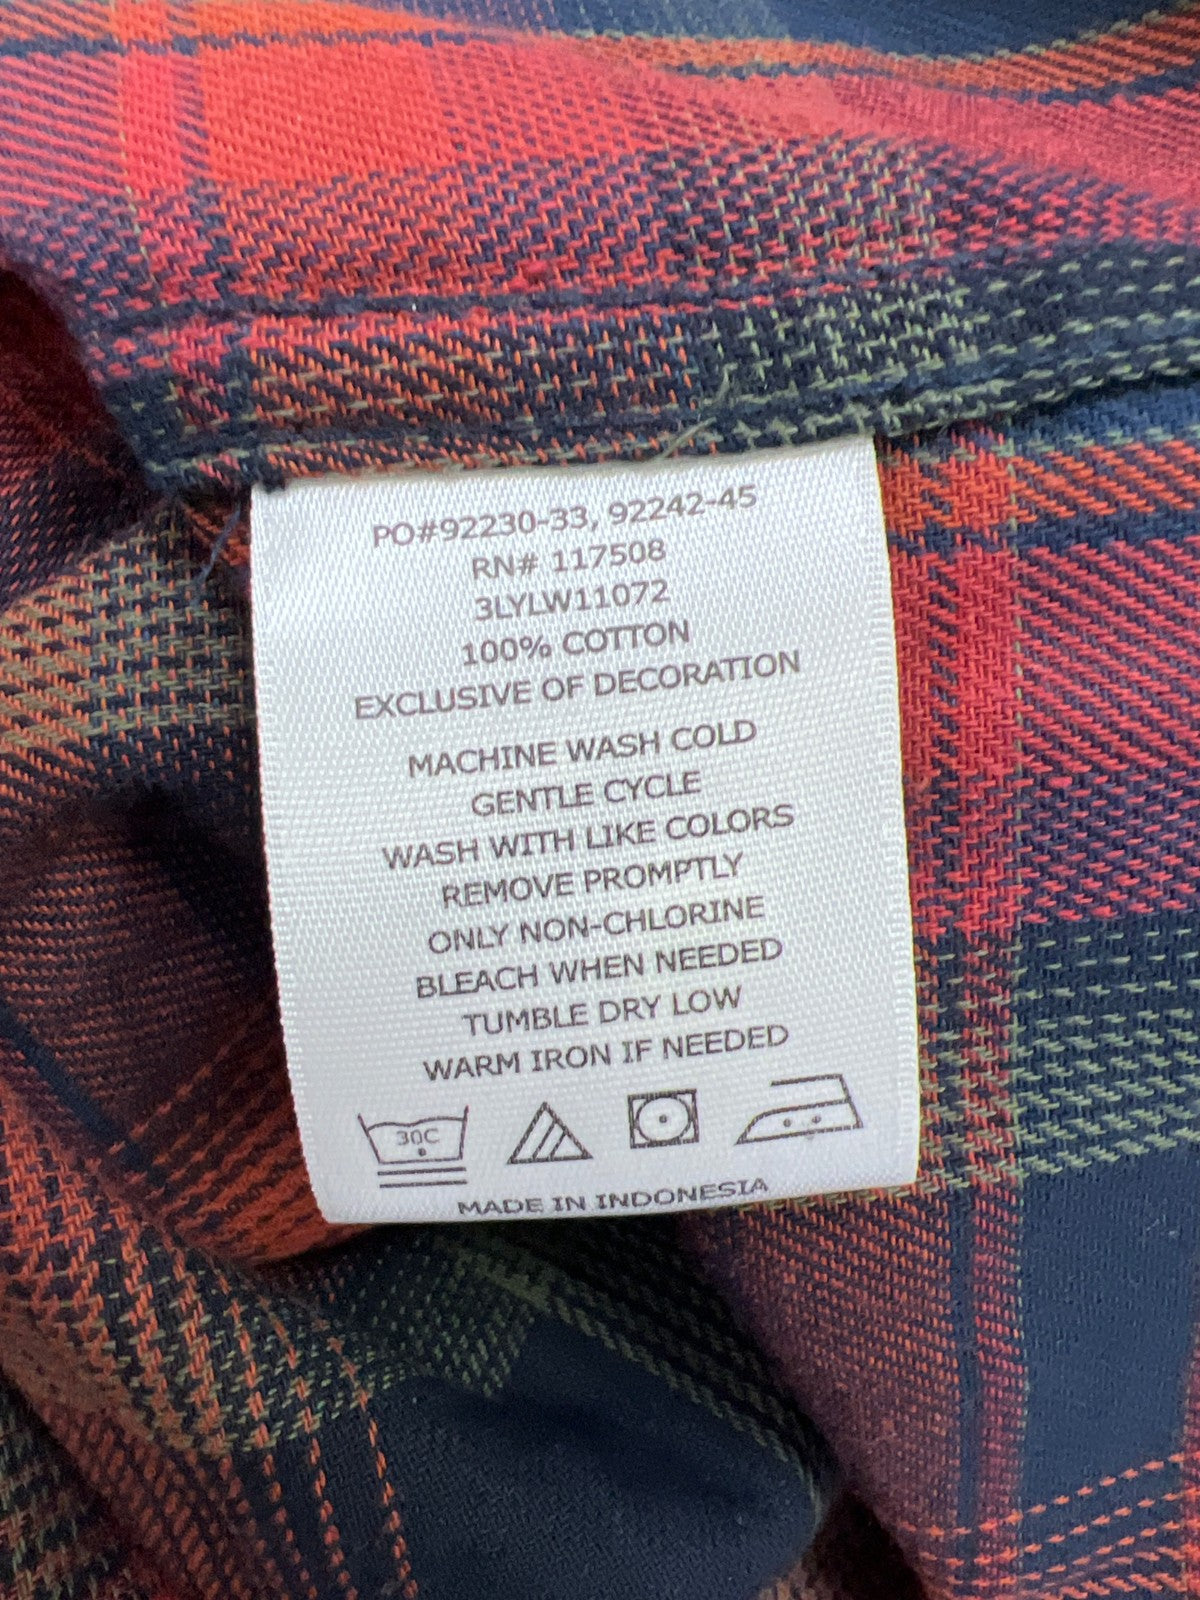 PO#92230-33, 92242-45
RN# 117508
3LYLW11072
100% COTTON
EXCLUSIVE OF DECORATION
MACHINE WASH COLD
GENTLE CYCLE
WASH WITH LIKE COLORS
REMOVE PROMPTLY
ONLY NON-CHLORINE
BLEACH WHEN NEEDED
TUMBLE DRY LOW
WARM IRON IF NEEDED
30C
MADE IN INDONESIA